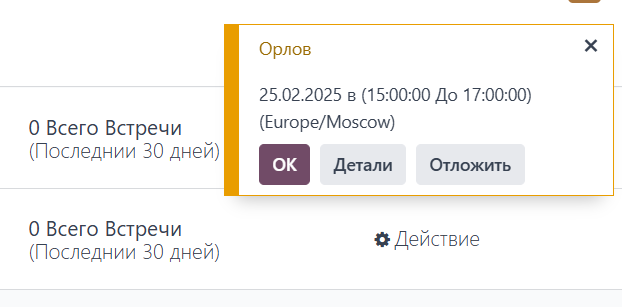 Орлов
25.02.2025 в (15:00:00 До 17:00:00)
(Europe/Moscow)
ОК
Детали
Отложить
0 Всего Встречи
(Последнии 30 дней)
0 Всего Встречи
(Последнии 30 дней)
Действие